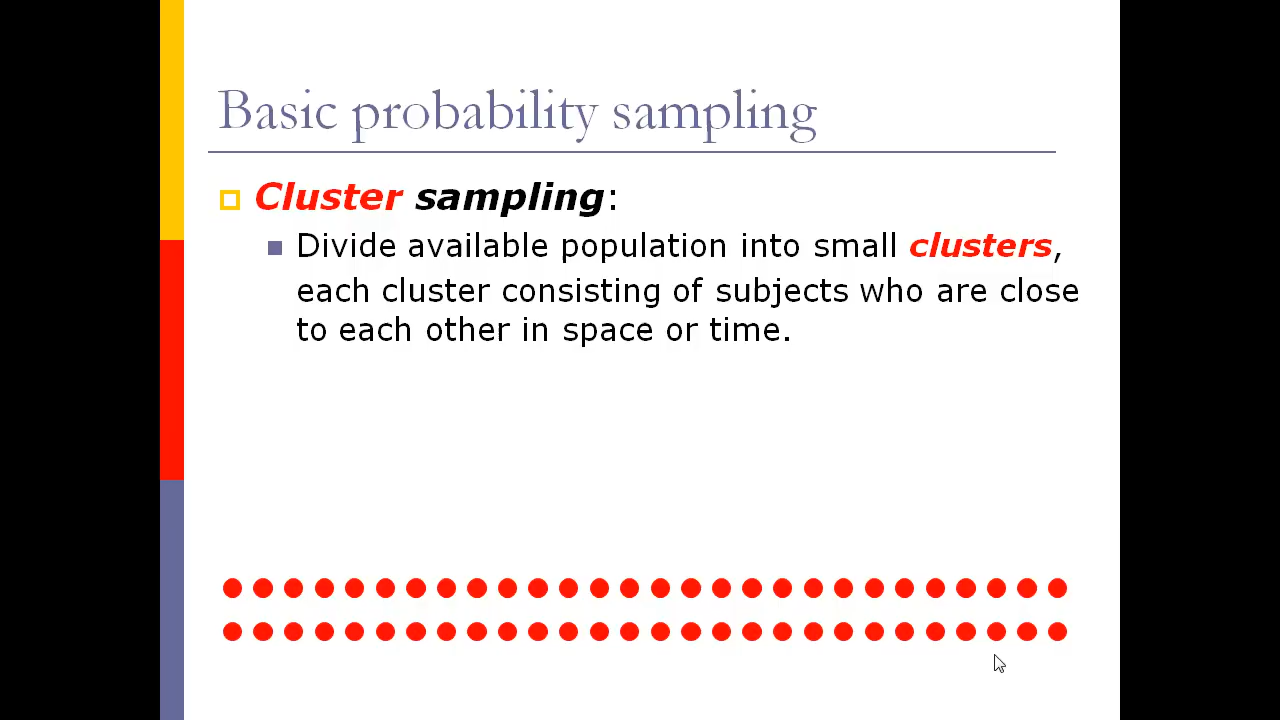 Basic probability sampling
Cluster sampling:
Divide available population into small clusters,
each cluster consisting of subjects who are close
to each other in space or time.